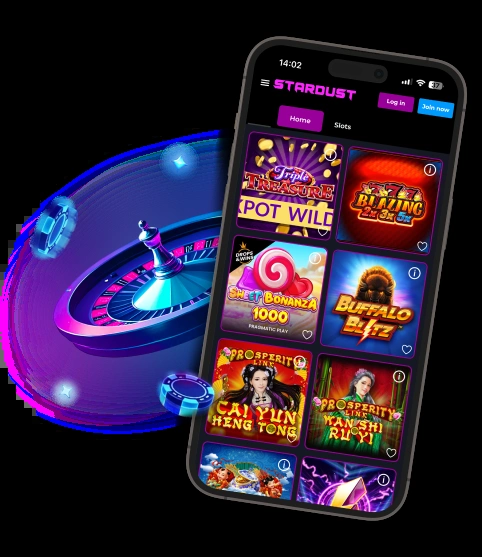 14:02
37
STARDUST
Log in
Join now
Home
Slots
Triple
TREASURE
KPOT WILD
777
BLAZING
2x 3x 5x
DROPS
& WINS
SWEET BONANZA
1000
PRAGMATIC PLAY
BUFFALO
BLITZ
PROSPERITY
LINK
CAI YUN
HENG TONG
PROSPERITY
LINK
WAN SHI
RU YI